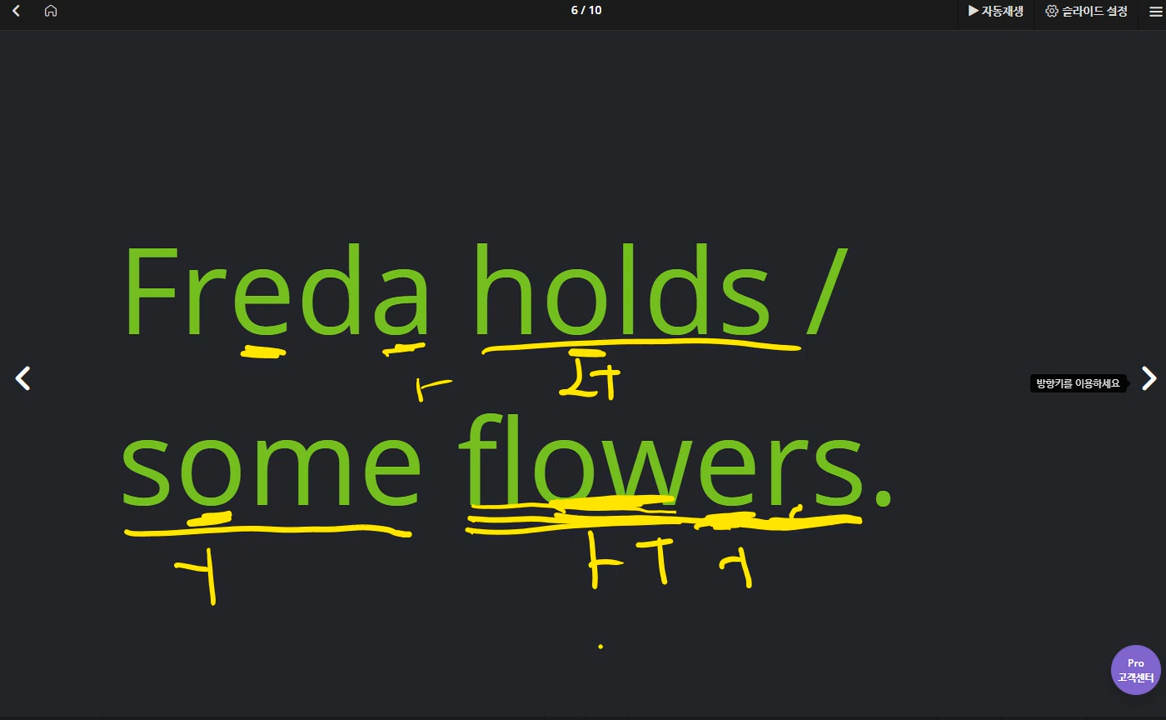 6 / 10
▶ 자동재생
슬라이드 설정
Freda holds /
ㅏ
ㅗㅜ
방향키를 이용하세요
some flowers.
ㅓ
ㅏㅜ
ㅓ
Pro
고객센터